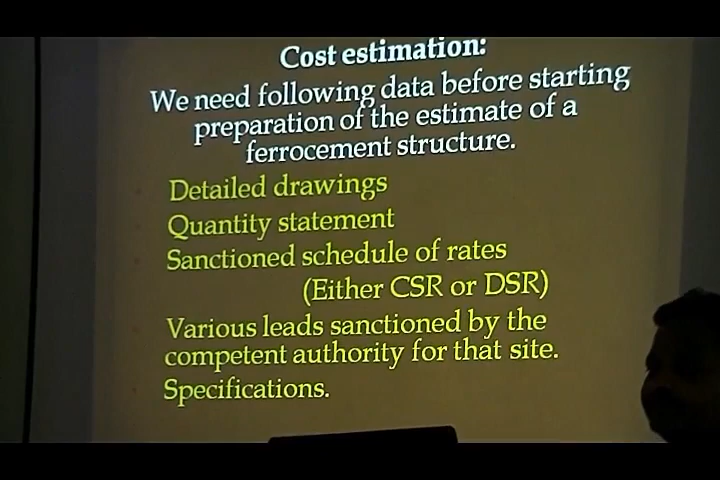 Cost estimation:
We need following data before starting
preparation of the estimate of a
ferrocement structure.
Detailed drawings
Quantity statement
Sanctioned schedule of rates
(Either CSR or DSR)
Various leads sanctioned by the
competent authority for that site.
Specifications.